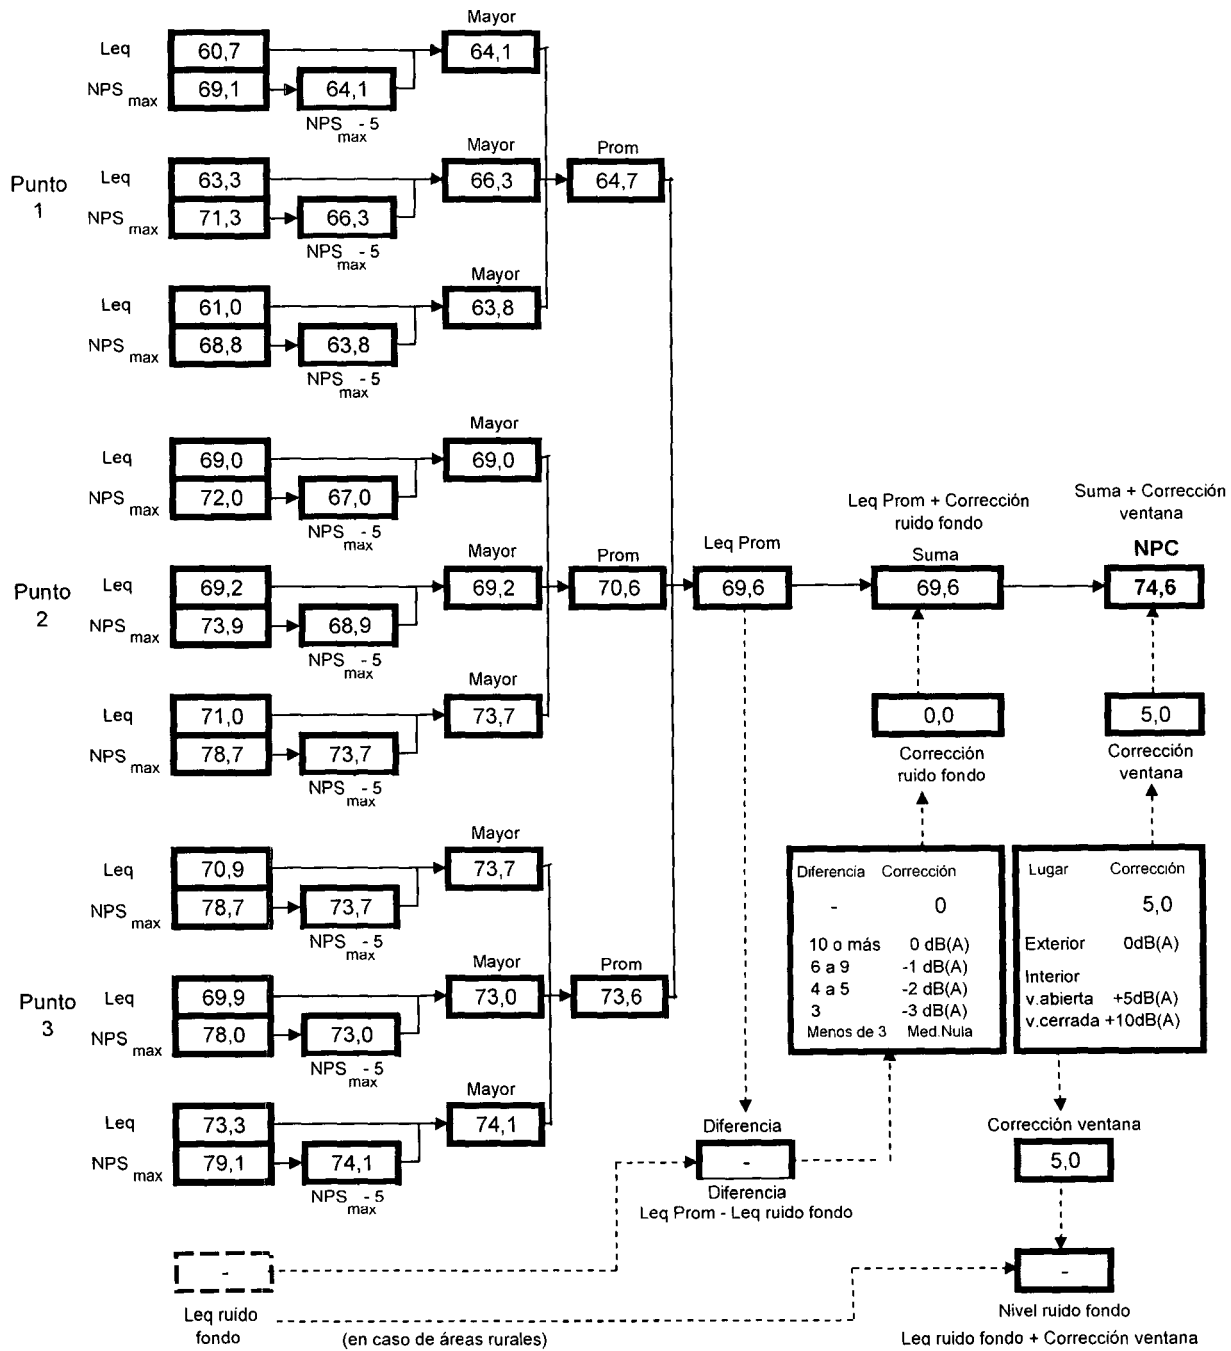 Mayor
Leq 60,7 64,1
NPS max 69,1 64,1
NPS max - 5
Mayor Prom
Punto 1
Leq 63,3 66,3 64,7
NPS max 71,3 66,3
NPS max - 5
Mayor
Leq 61,0 63,8
NPS max 68,8 63,8
NPS max - 5
Mayor
Leq 69,0 69,0
NPS max 72,0 67,0
NPS max - 5
Leq Prom + Corrección
ruido fondo
Suma + Corrección
ventana
Mayor Prom Leq Prom Suma NPC
Punto 2
Leq 69,2 69,2 70,6 69,6 69,6 74,6
NPS max 73,9 68,9
NPS max - 5
Mayor
Leq 71,0 73,7 0,0 5,0
NPS max 78,7 73,7
NPS max - 5
Corrección
ruido fondo
Corrección
ventana
Mayor
Leq 70,9 73,7
NPS max 78,7 73,7
NPS max - 5
Diferencia Corrección
- 0
10 o más 0 dB(A)
6 a 9 -1 dB(A)
4 a 5 -2 dB(A)
3 -3 dB(A)
Menos de 3 Med.Nula
Lugar Corrección
5,0
Exterior 0dB(A)
Interior
v.abierta +5dB(A)
v.cerrada +10dB(A)
Mayor Prom
Punto 3
Leq 69,9 73,0 73,6
NPS max 78,0 73,0
NPS max - 5
Mayor
Leq 73,3 74,1
NPS max 79,1 74,1
NPS max - 5
Diferencia
-
Diferencia
Leq Prom - Leq ruido fondo
Corrección ventana
5,0
-
Leq ruido
fondo
(en caso de áreas rurales)
-
Nivel ruido fondo
Leq ruido fondo + Corrección ventana